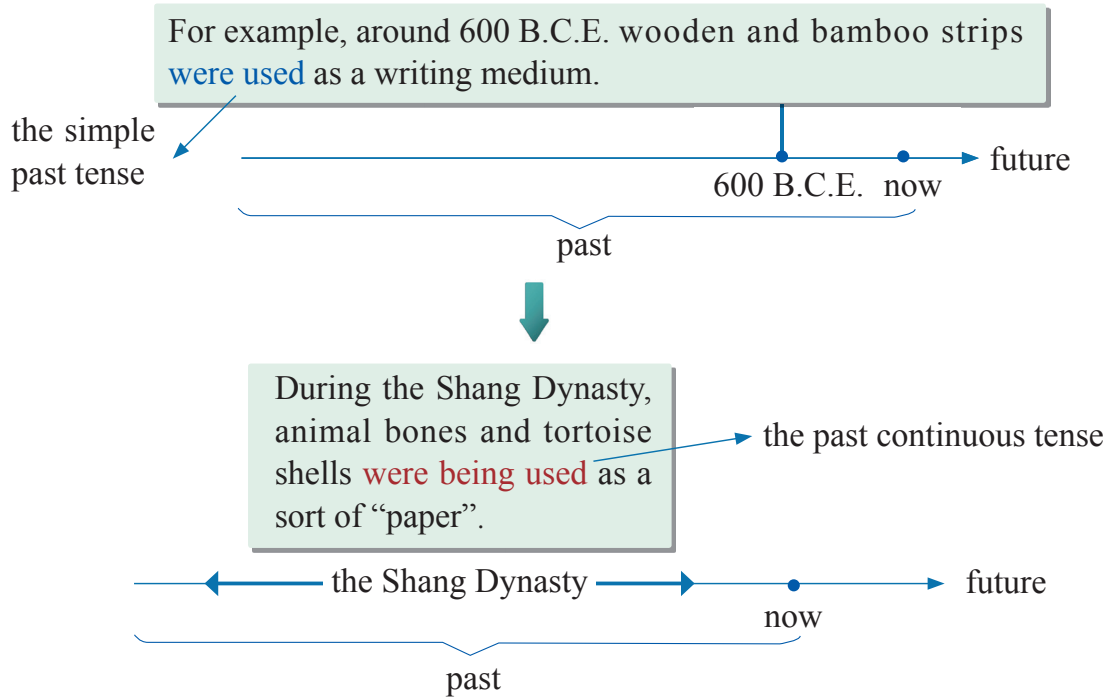 For example, around 600 B.C.E. wooden and bamboo strips
were used as a writing medium.
the simple
past tense
future
600 B.C.E.
now
past
During the Shang Dynasty,
animal bones and tortoise
shells were being used as a
sort of “paper”.
the past continuous tense
the Shang Dynasty
future
now
past